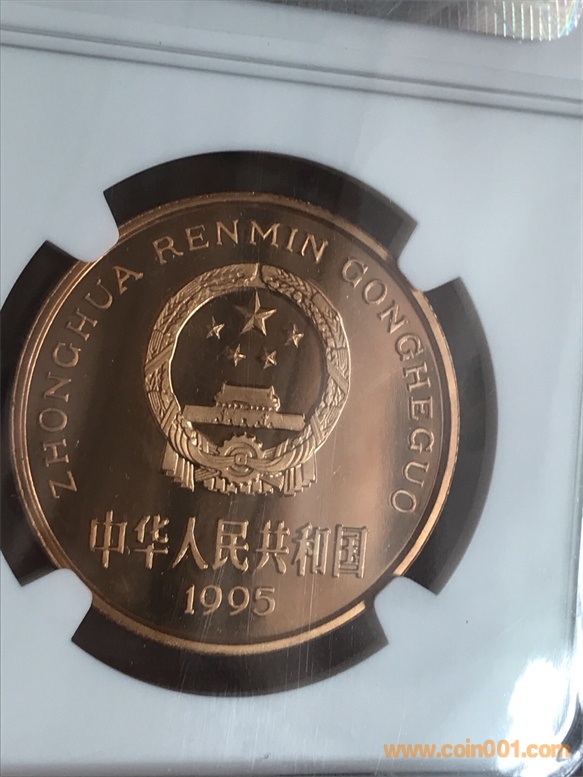 ZHONGHUA RENMIN GONGHEGUO
中华人民共和国
1995
www.coin001.com